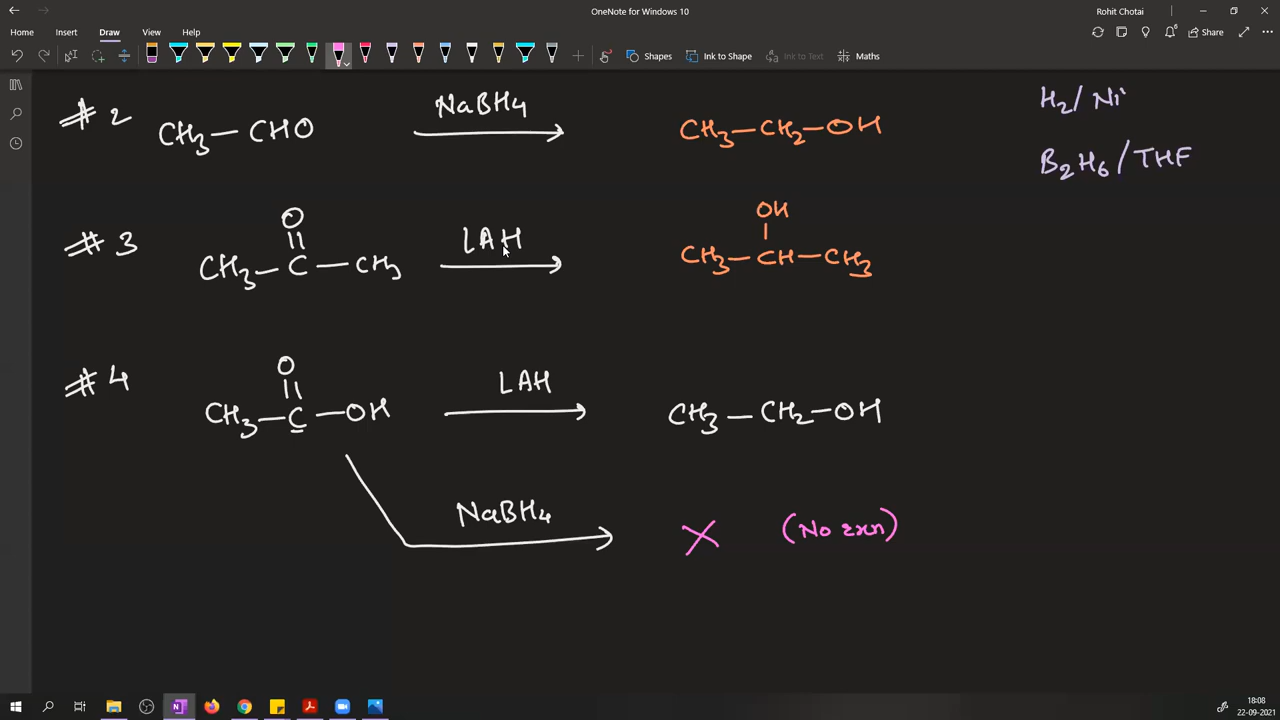 OneNote for Windows 10
Rohit Chotai
Home Insert Draw View Help
Share
Shapes Ink to Shape Ink to Text Maths
#2 CH3—CHO NaBH4 CH3—CH2—OH
H2/Ni
B2H6/THF
#3 O
CH3—C—CH3 LAH OH
CH3—CH—CH3
#4 O
CH3—C—OH LAH CH3—CH2—OH
NaBH4 X (No rxn)
18:08
22-09-2021